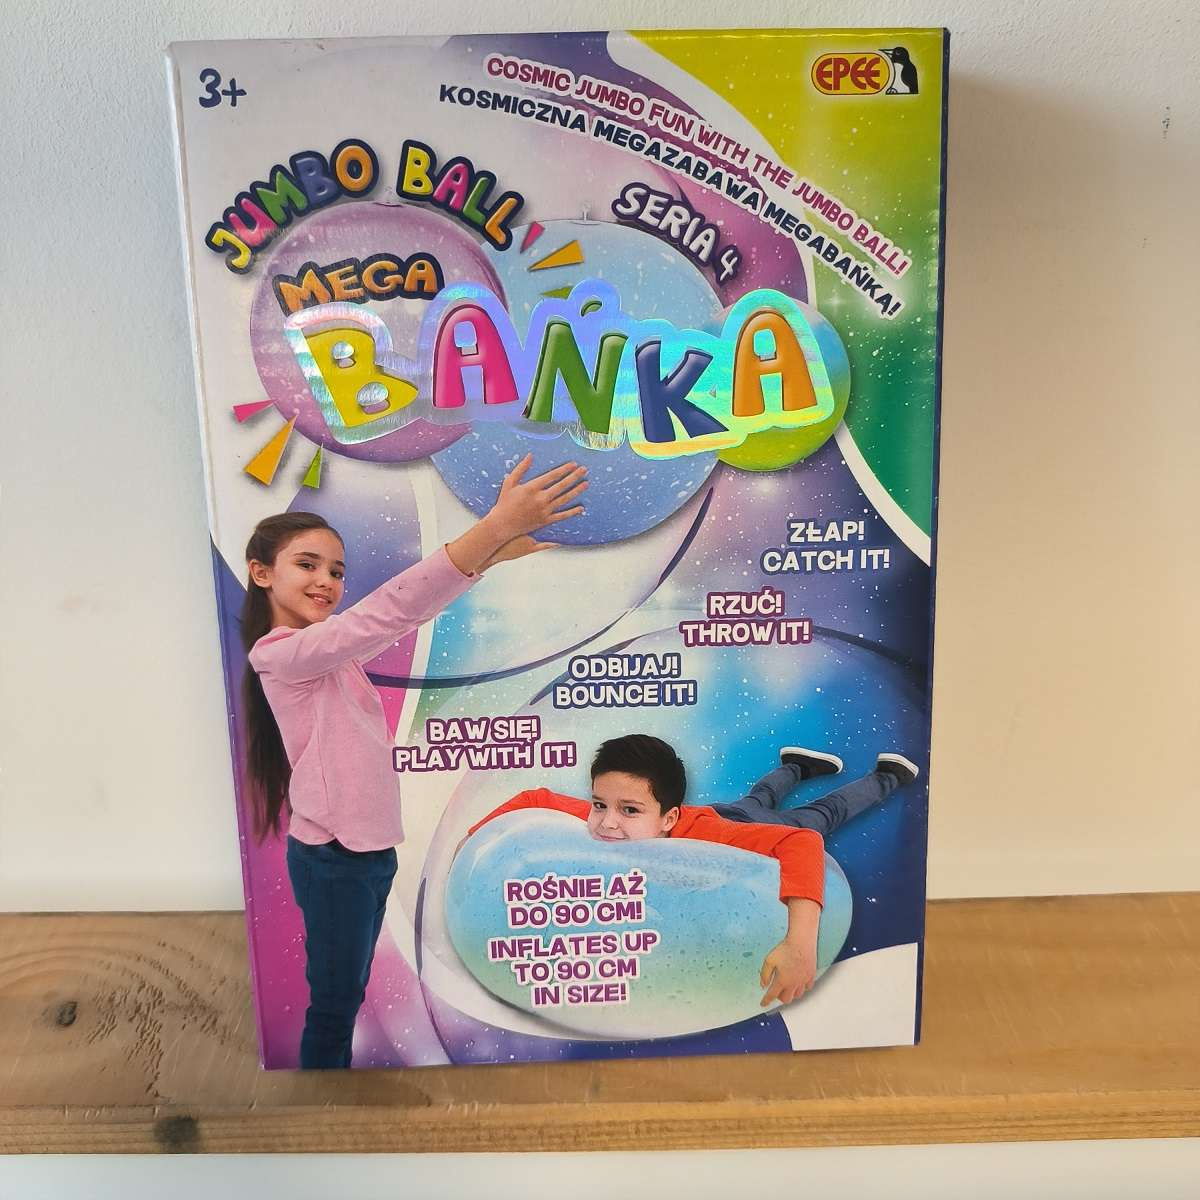 3+
EPEE
COSMIC JUMBO FUN WITH THE JUMBO BALL!
KOSMICZNA MEGAZABAWA MEGABAŃKĄ!
JUMBO BALL
SERIA 4
MEGA
BAŃKA
ZŁAP!
CATCH IT!
RZUĆ!
THROW IT!
ODBIJAJ!
BOUNCE IT!
BAW SIĘ!
PLAY WITH IT!
ROŚNIE AŻ
DO 90 CM!
INFLATES UP
TO 90 CM
IN SIZE!